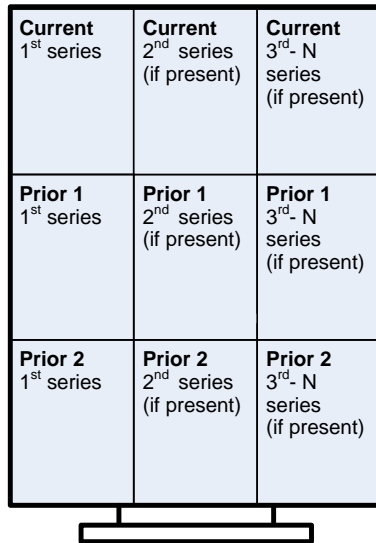 Current
1st series
Current
2nd series
(if present)
Current
3rd- N
series
(if present)
Prior 1
1st series
Prior 1
2nd series
(if present)
Prior 1
3rd- N
series
(if present)
Prior 2
1st series
Prior 2
2nd series
(if present)
Prior 2
3rd- N
series
(if present)